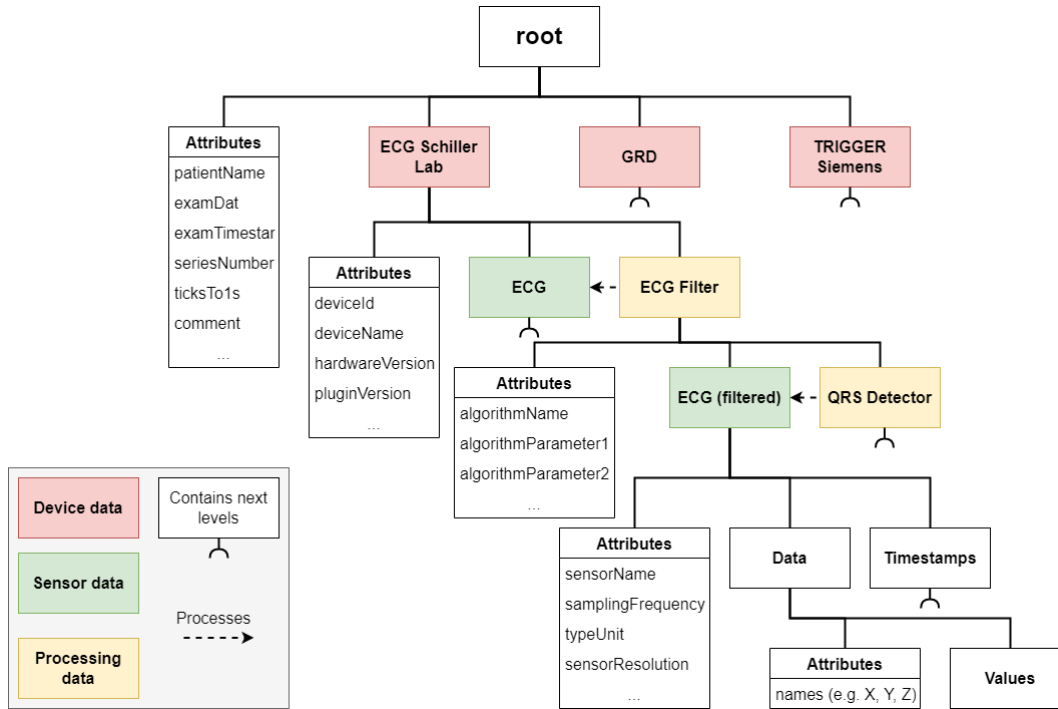 root
Attributes
patientName
examDat
examTimestar
seriesNumber
ticksTo1s
comment
...
ECG Schiller
Lab
GRD
TRIGGER
Siemens
Attributes
deviceId
deviceName
hardwareVersion
pluginVersion
...
ECG
ECG Filter
Attributes
algorithmName
algorithmParameter1
algorithmParameter2
...
ECG (filtered)
QRS Detector
Attributes
sensorName
samplingFrequency
typeUnit
sensorResolution
...
Data
Timestamps
Attributes
names (e.g. X, Y, Z)
Values
Device data
Contains next
levels
Sensor data
Processes
Processing
data